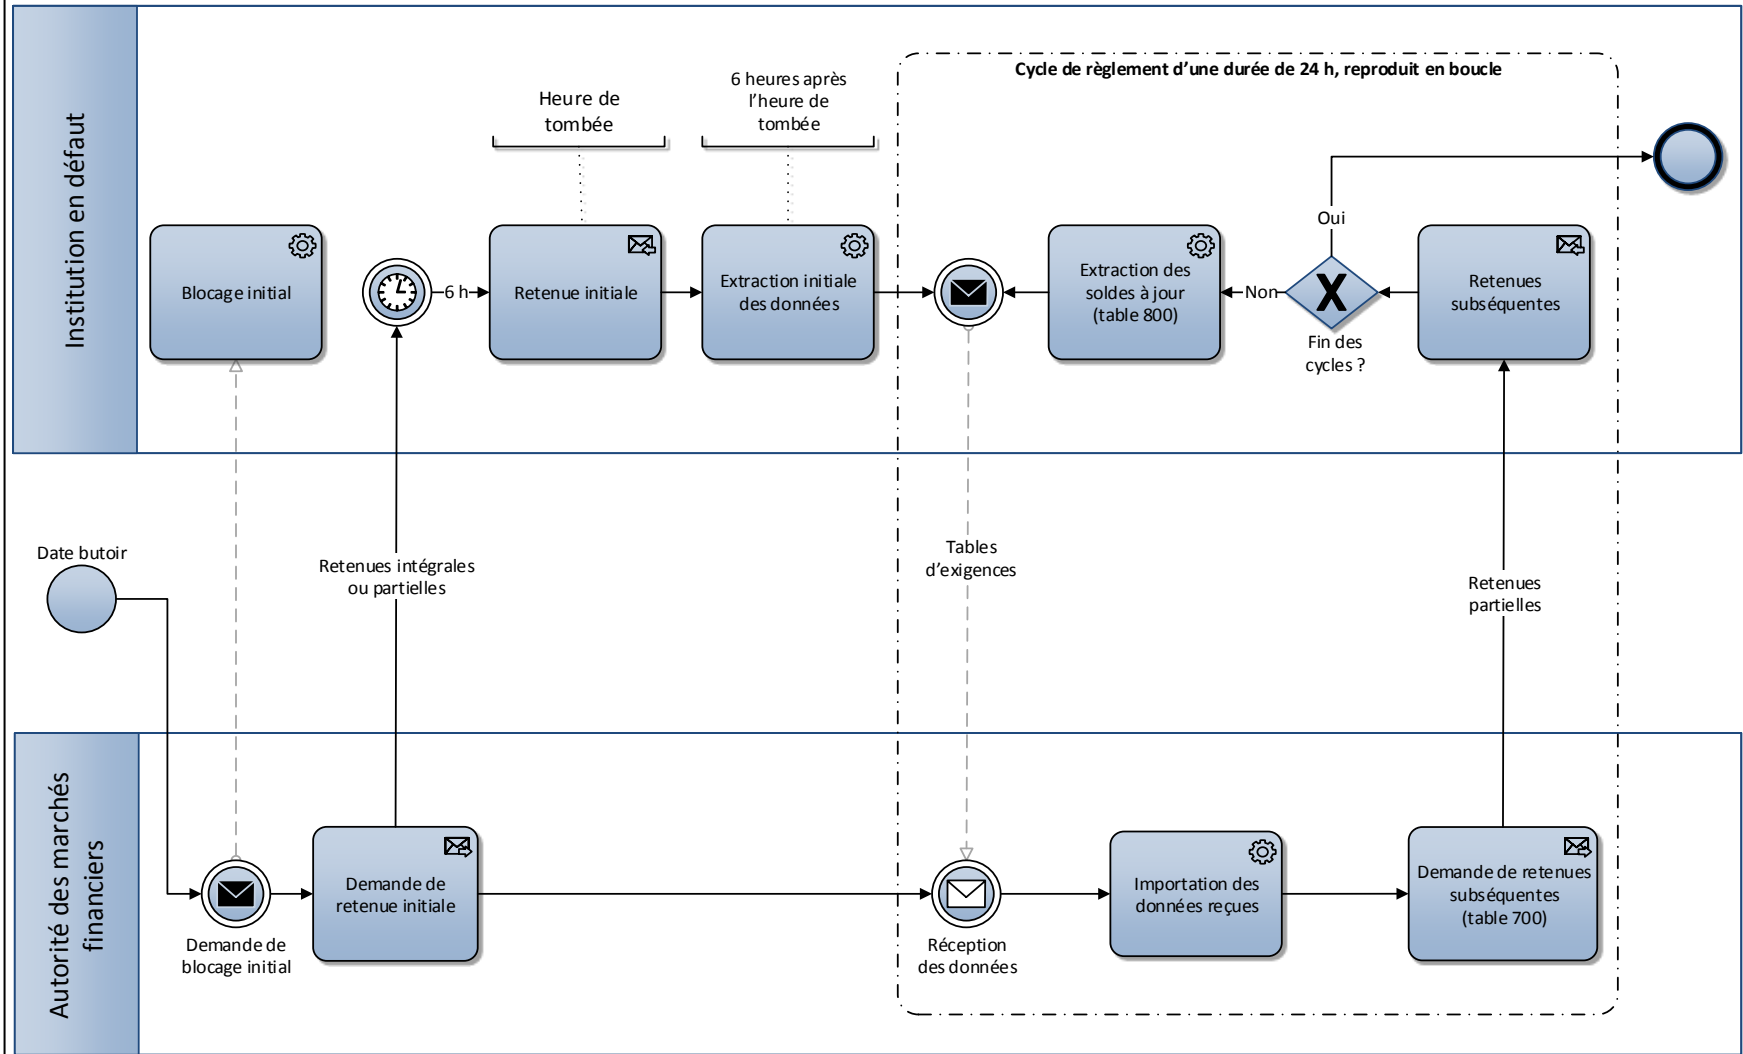 Institution en défaut
Cycle de règlement d’une durée de 24 h, reproduit en boucle
Heure de
tombée
6 heures après
l’heure de
tombée
Blocage initial
6 h
Retenue initiale
Extraction initiale
des données
Extraction des
soldes à jour
(table 800)
Non
Oui
X
Fin des
cycles ?
Retenues
subséquentes
Date butoir
Retenues intégrales
ou partielles
Tables
d’exigences
Retenues
partielles
Autorité des marchés
financiers
Demande de
blocage initial
Demande de
retenue initiale
Réception
des données
Importation des
données reçues
Demande de retenues
subséquentes
(table 700)